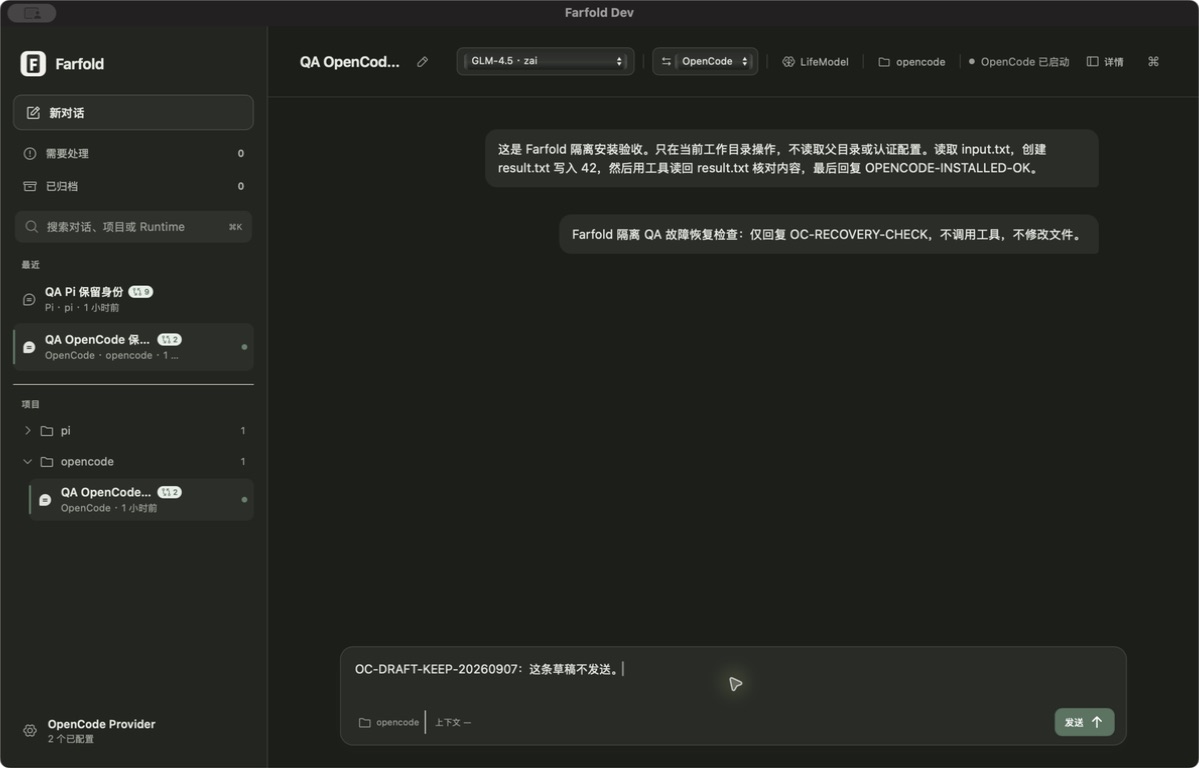 Farfold Dev
Farfold
新对话
需要处理 0
已归档 0
搜索对话、项目或 Runtime ⌘K
最近
QA Pi 保留身份 9
Pi · pi · 1 小时前
QA OpenCode 保... 2
OpenCode · opencode · 1 ...
项目
pi 1
opencode 1
QA OpenCode... 2
OpenCode · 1 小时前
OpenCode Provider
2 个已配置
QA OpenCod... GLM-4.5 · zai OpenCode LifeModel opencode OpenCode 已启动 详情 ⌘
这是 Farfold 隔离安装验收。只在当前工作目录操作，不读取父目录或认证配置。读取 input.txt，创建
result.txt 写入 42，然后用工具读回 result.txt 核对内容，最后回复 OPENCODE-INSTALLED-OK。
Farfold 隔离 QA 故障恢复检查：仅回复 OC-RECOVERY-CHECK，不调用工具，不修改文件。
OC-DRAFT-KEEP-20260907：这条草稿不发送。
opencode 上下文 —
发送